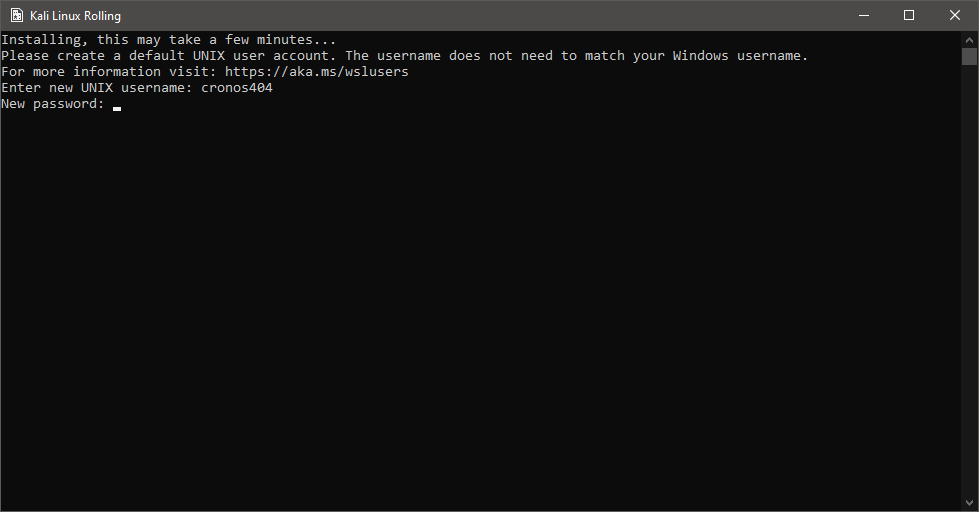 Kali Linux Rolling
Installing, this may take a few minutes...
Please create a default UNIX user account. The username does not need to match your Windows username.
For more information visit: https://aka.ms/wslusers
Enter new UNIX username: cronos404
New password: